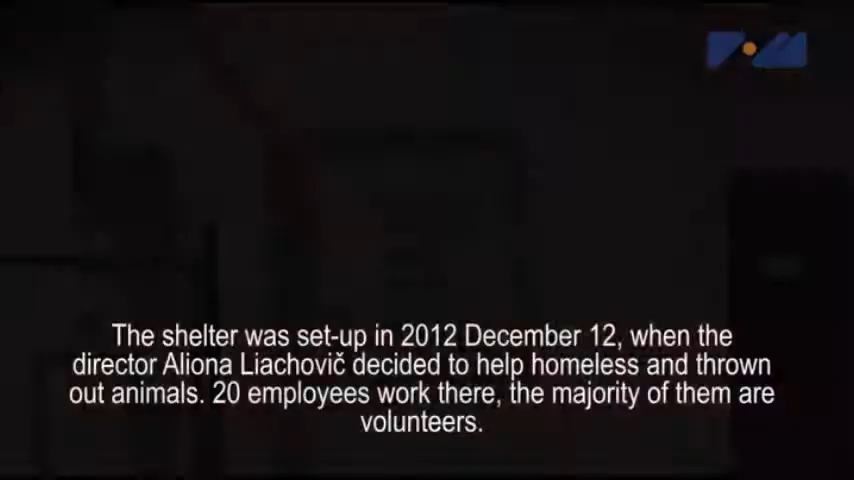 The shelter was set-up in 2012 December 12, when the
director Aliona Liachovič decided to help homeless and thrown
out animals. 20 employees work there, the majority of them are
volunteers.